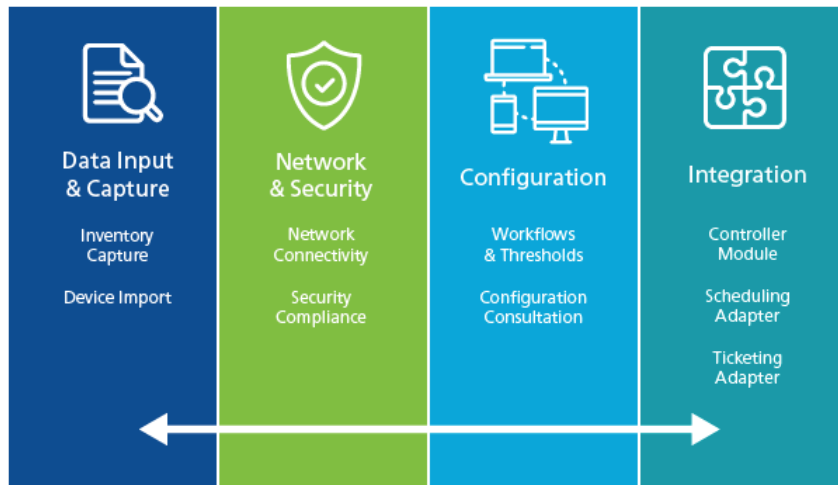 Data Input
& Capture
Inventory
Capture
Device Import
Network
& Security
Network
Connectivity
Security
Compliance
Configuration
Workflows
& Thresholds
Configuration
Consultation
Integration
Controller
Module
Scheduling
Adapter
Ticketing
Adapter